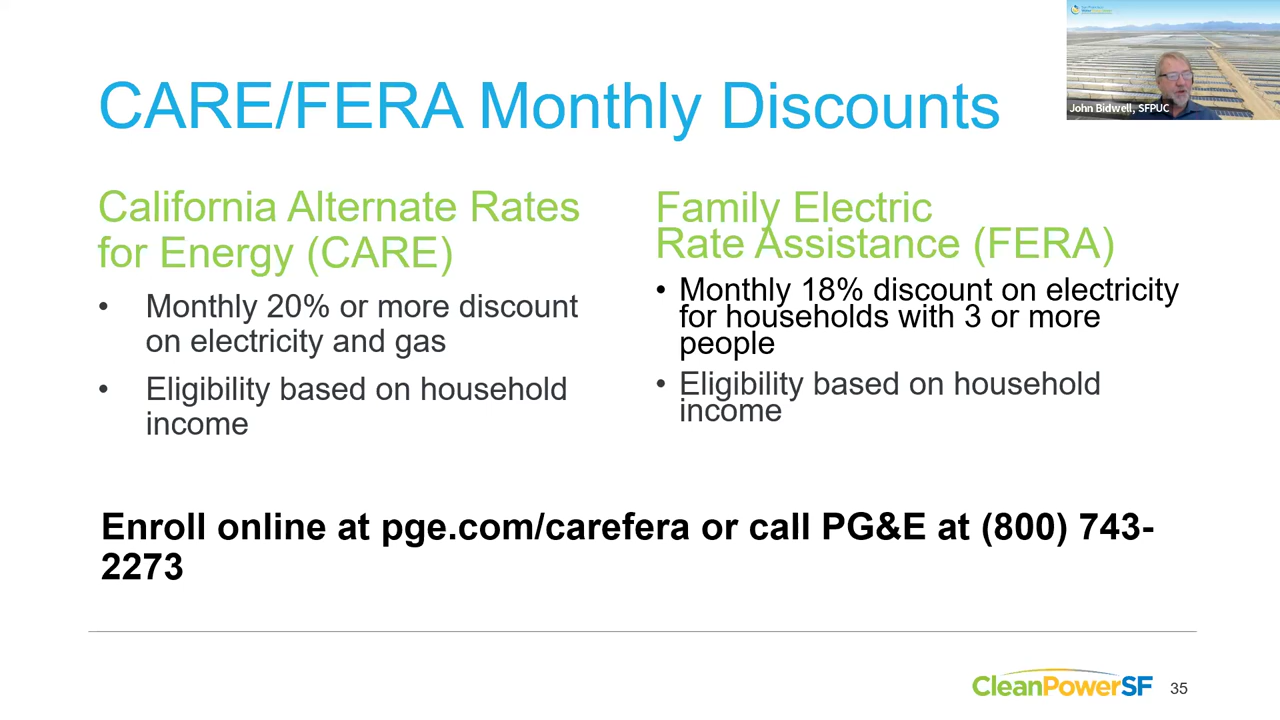 CARE/FERA Monthly Discounts
John Bidwell, SFPUC
California Alternate Rates
for Energy (CARE)
• Monthly 20% or more discount
on electricity and gas
• Eligibility based on household
income
Family Electric
Rate Assistance (FERA)
• Monthly 18% discount on electricity
for households with 3 or more
people
• Eligibility based on household
income
Enroll online at pge.com/carefera or call PG&E at (800) 743-
2273
CleanPowerSF
35